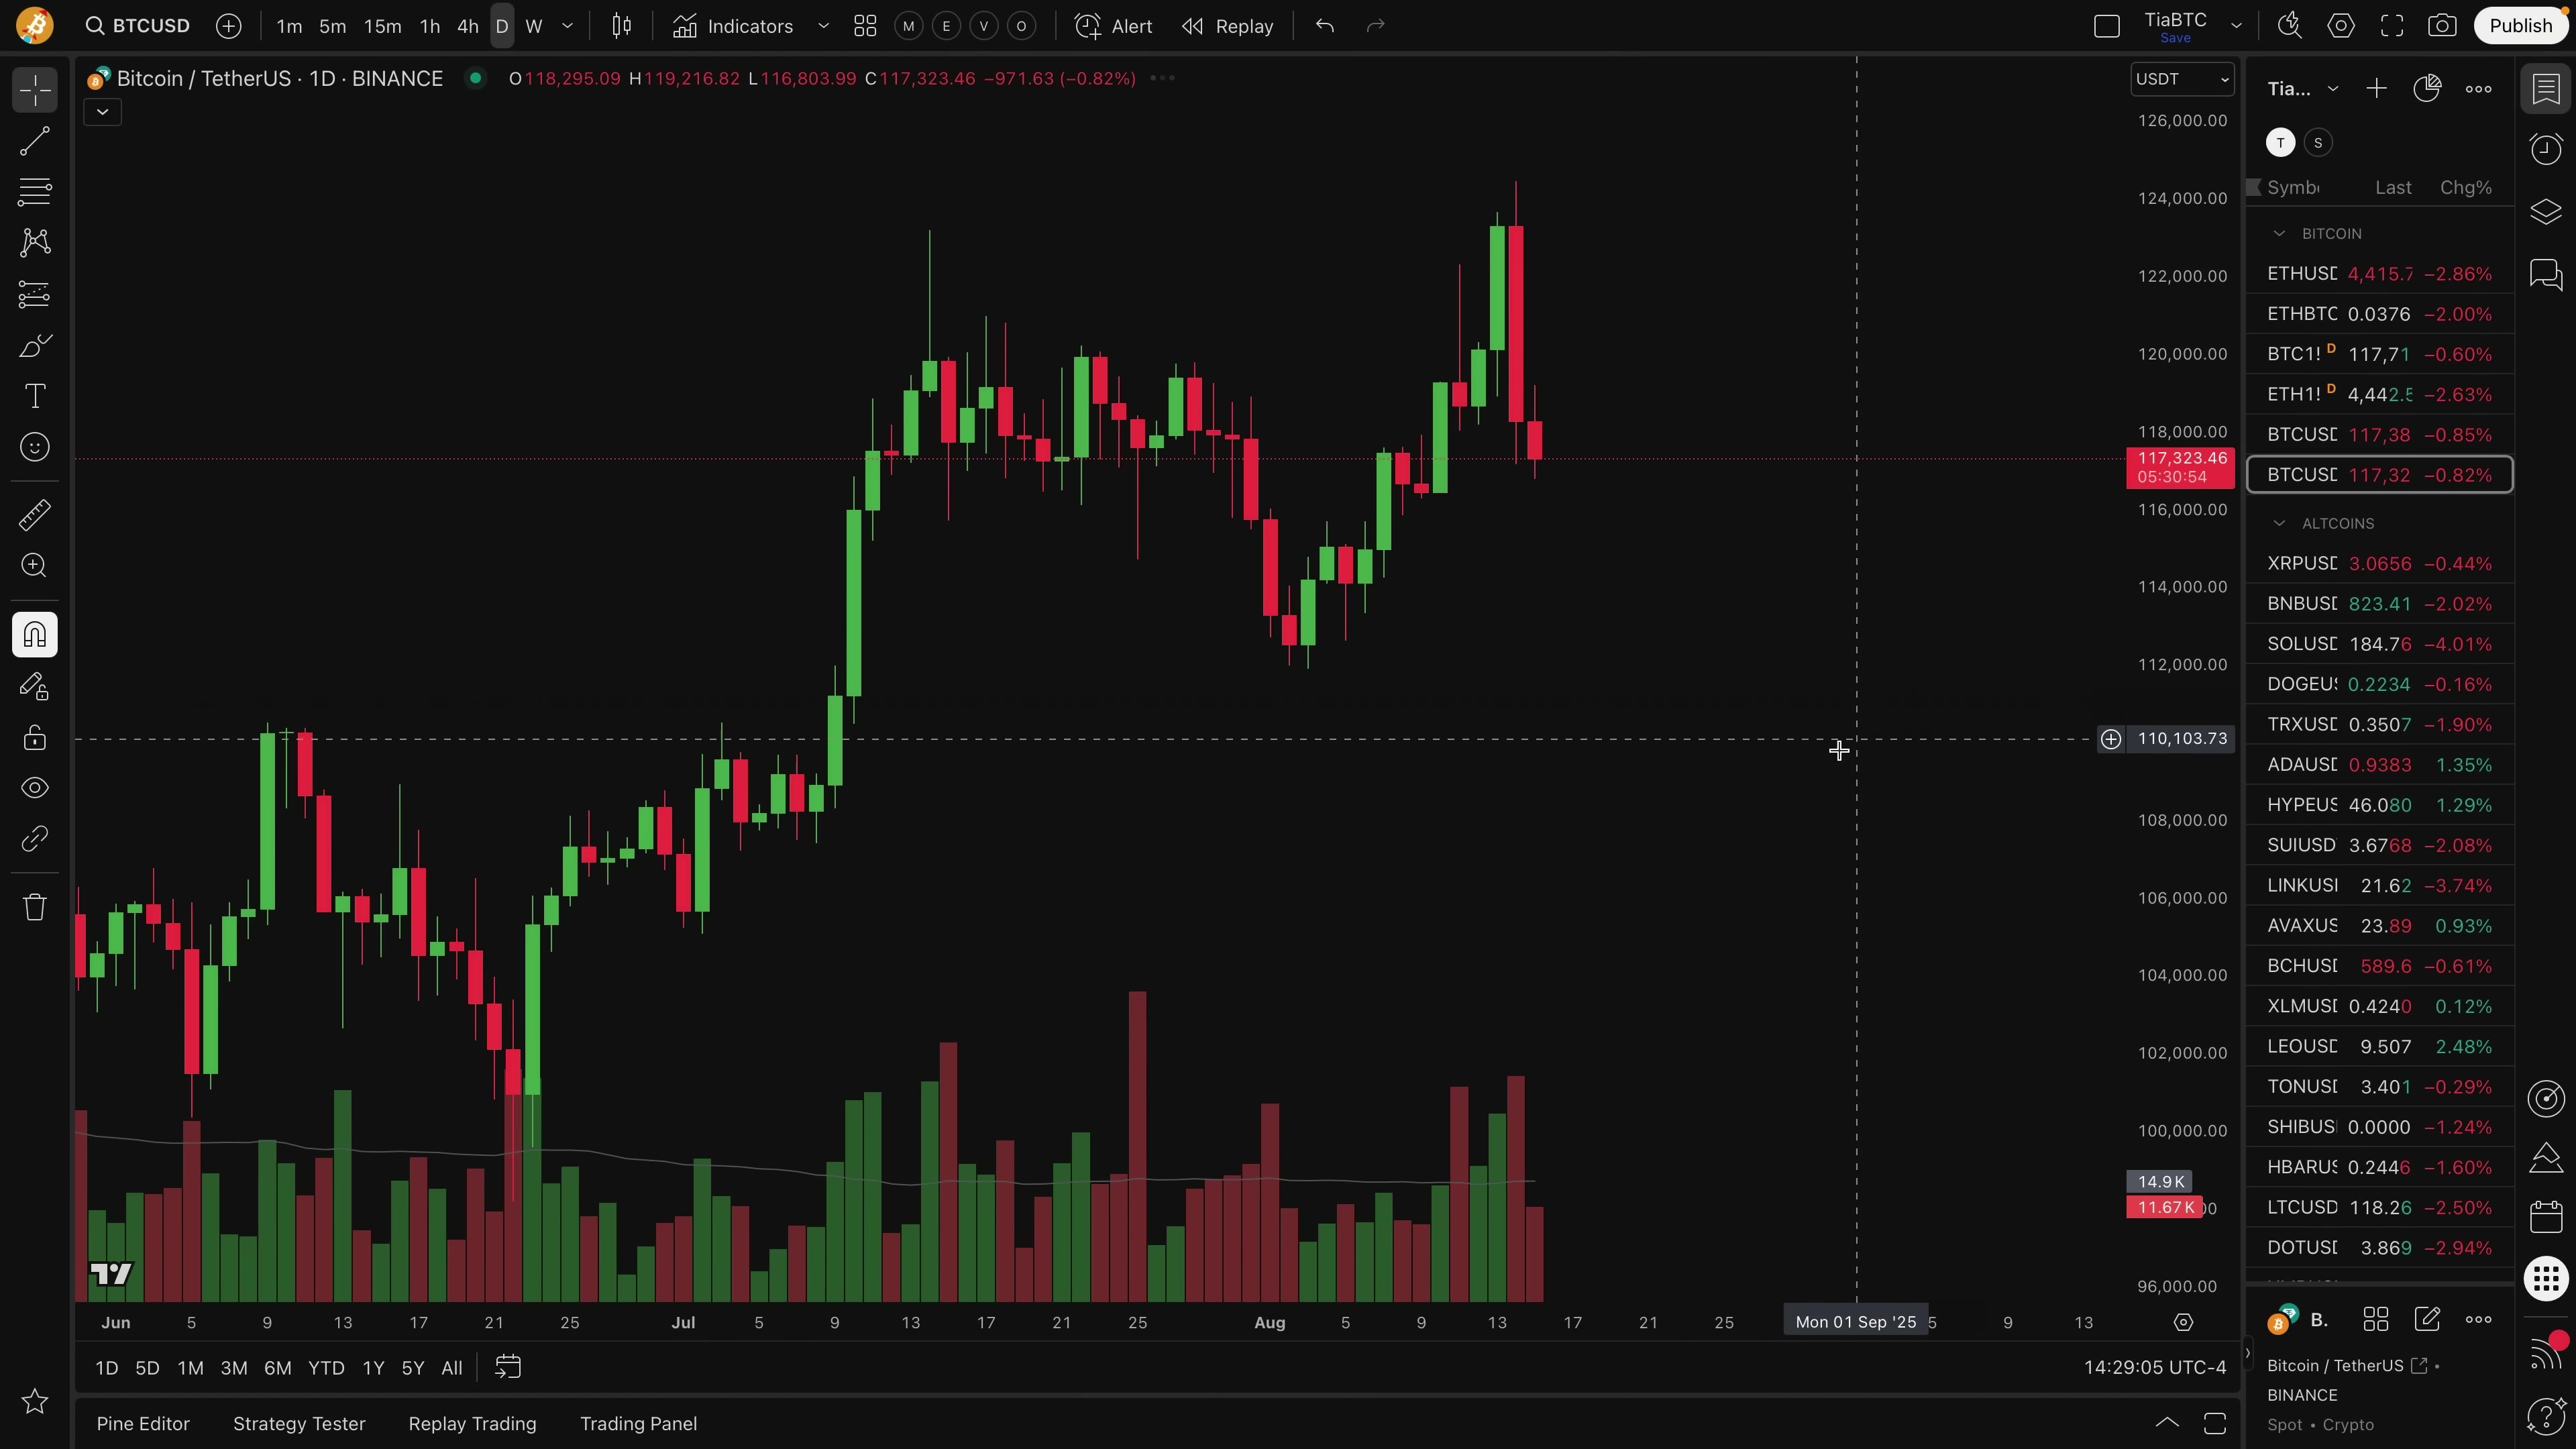 BTCUSD 1m 5m 15m 1h 4h D W Indicators M E V O Alert Replay TiaBTC Save Publish
Bitcoin / TetherUS · 1D · BINANCE O118,295.09 H119,216.82 L116,803.99 C117,323.46 −971.63 (−0.82%)
USDT
126,000.00
124,000.00
122,000.00
120,000.00
118,000.00
117,323.46
05:30:54
116,000.00
114,000.00
112,000.00
110,103.73
108,000.00
106,000.00
104,000.00
102,000.00
100,000.00
14.9 K
11.67 K
96,000.00
Jun 5 9 13 17 21 25 Jul 5 9 13 17 21 25 Aug 5 9 13 17 21 25 Mon 01 Sep '25 5 9 13
1D 5D 1M 3M 6M YTD 1Y 5Y All 14:29:05 UTC-4
Pine Editor Strategy Tester Replay Trading Trading Panel
Tia...
T S
Symb Last Chg%
BITCOIN
ETHUSD 4,415.7 −2.86%
ETHBTC 0.0376 −2.00%
BTC1! D 117,71 −0.60%
ETH1! D 4,442.5 −2.63%
BTCUSD 117,38 −0.85%
BTCUSD 117,32 −0.82%
ALTCOINS
XRPUSD 3.0656 −0.44%
BNBUSD 823.41 −2.02%
SOLUSD 184.76 −4.01%
DOGEUS 0.2234 −0.16%
TRXUSD 0.3507 −1.90%
ADAUSD 0.9383 1.35%
HYPEUS 46.080 1.29%
SUIUSD 3.6768 −2.08%
LINKUSD 21.62 −3.74%
AVAXUS 23.89 0.93%
BCHUSD 589.6 −0.61%
XLMUSD 0.4240 0.12%
LEOUSD 9.507 2.48%
TONUSD 3.401 −0.29%
SHIBUS 0.0000 −1.24%
HBARUS 0.2446 −1.60%
LTCUSD 118.26 −2.50%
DOTUSD 3.869 −2.94%
B.
Bitcoin / TetherUS •
BINANCE
Spot • Crypto